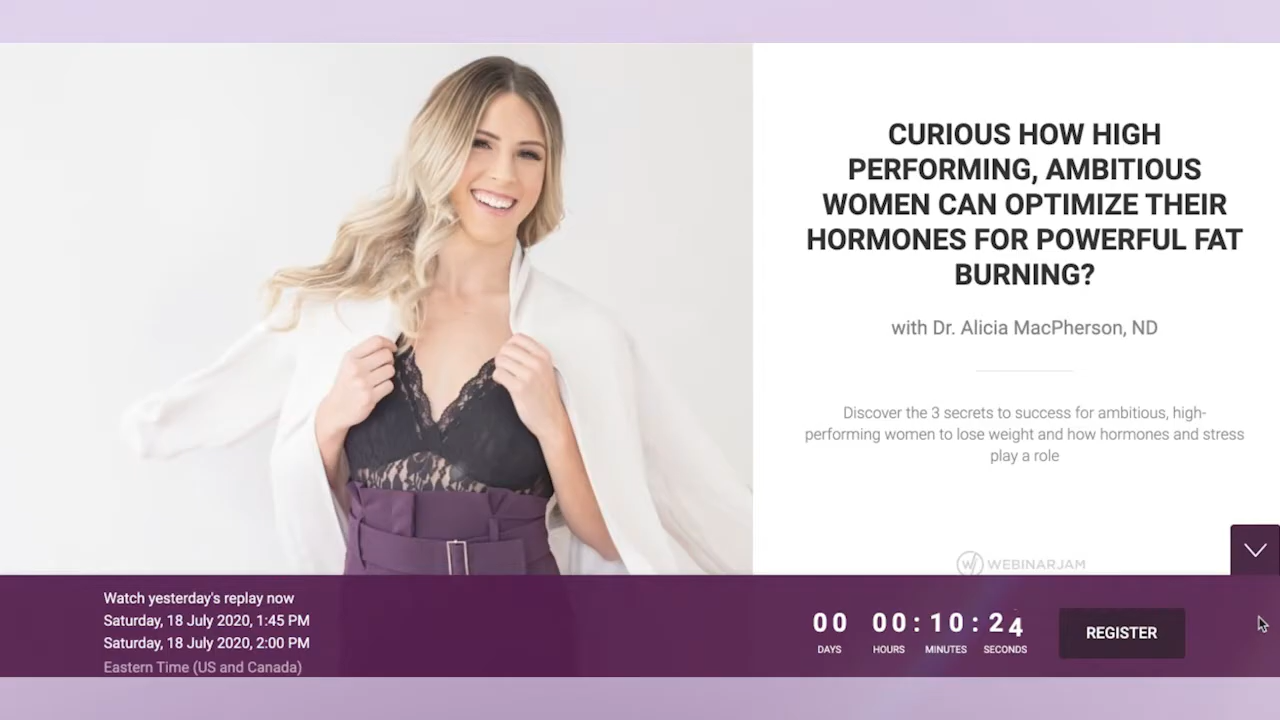 CURIOUS HOW HIGH
PERFORMING, AMBITIOUS
WOMEN CAN OPTIMIZE THEIR
HORMONES FOR POWERFUL FAT
BURNING?
with Dr. Alicia MacPherson, ND
Discover the 3 secrets to success for ambitious, high-
performing women to lose weight and how hormones and stress
play a role
WEBINARJAM
Watch yesterday's replay now
Saturday, 18 July 2020, 1:45 PM
Saturday, 18 July 2020, 2:00 PM
Eastern Time (US and Canada)
00 00:10:24
DAYS HOURS MINUTES SECONDS
REGISTER